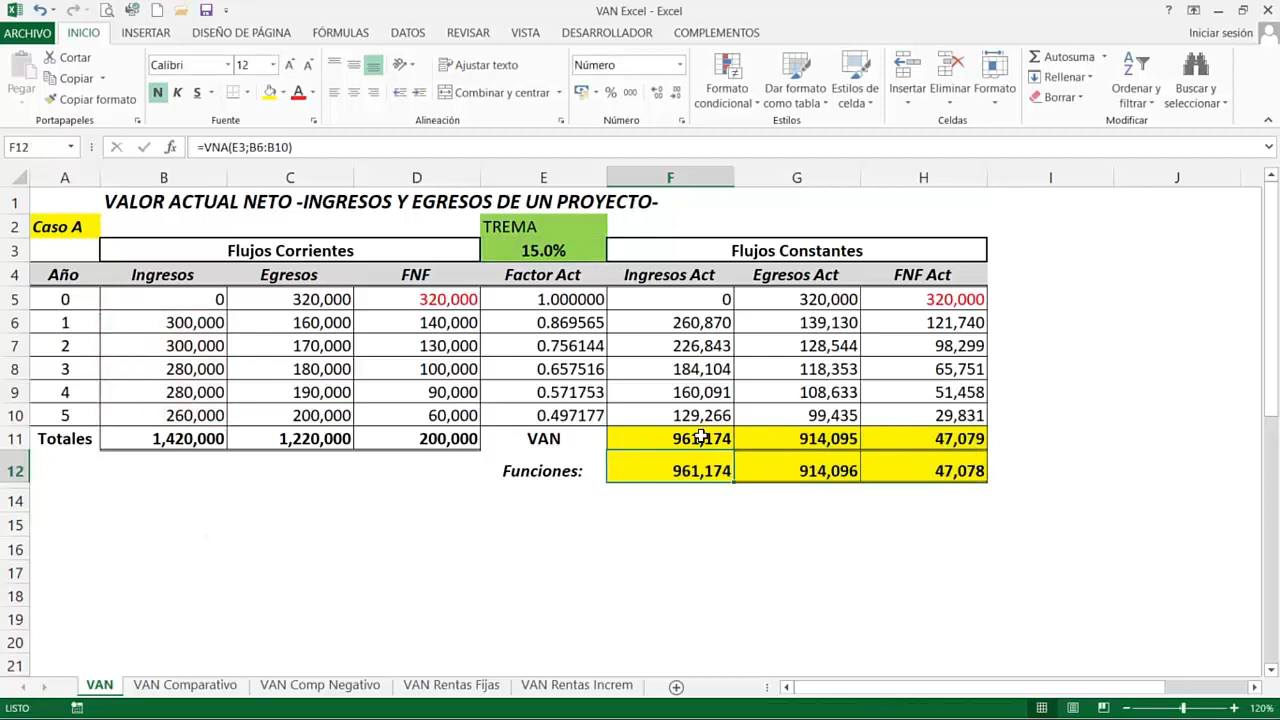 VAN Excel - Excel
ARCHIVO INICIO INSERTAR DISEÑO DE PÁGINA FÓRMULAS DATOS REVISAR VISTA DESARROLLADOR COMPLEMENTOS Iniciar sesión
Pegar
Cortar
Copiar
Copiar formato
Portapapeles
Calibri 12
N K S
Fuente
Ajustar texto
Combinar y centrar
Alineación
Número
% 000
Número
Formato condicional
Dar formato como tabla
Estilos de celda
Estilos
Insertar Eliminar Formato
Celdas
Autosuma
Rellenar
Borrar
Ordenar y filtrar
Buscar y seleccionar
Modificar
F12 =VNA(E3;B6:B10)
A B C D E F G H I J
1 VALOR ACTUAL NETO -INGRESOS Y EGRESOS DE UN PROYECTO-
2 Caso A TREMA
3 Flujos Corrientes 15.0% Flujos Constantes
4 Año Ingresos Egresos FNF Factor Act Ingresos Act Egresos Act FNF Act
5 0 0 320,000 320,000 1.000000 0 320,000 320,000
6 1 300,000 160,000 140,000 0.869565 260,870 139,130 121,740
7 2 300,000 170,000 130,000 0.756144 226,843 128,544 98,299
8 3 280,000 180,000 100,000 0.657516 184,104 118,353 65,751
9 4 280,000 190,000 90,000 0.571753 160,091 108,633 51,458
10 5 260,000 200,000 60,000 0.497177 129,266 99,435 29,831
11 Totales 1,420,000 1,220,000 200,000 VAN 961,174 914,095 47,079
12 Funciones: 961,174 914,096 47,078
14
15
16
17
18
19
20
21
VAN VAN Comparativo VAN Comp Negativo VAN Rentas Fijas VAN Rentas Increm
LISTO 120%